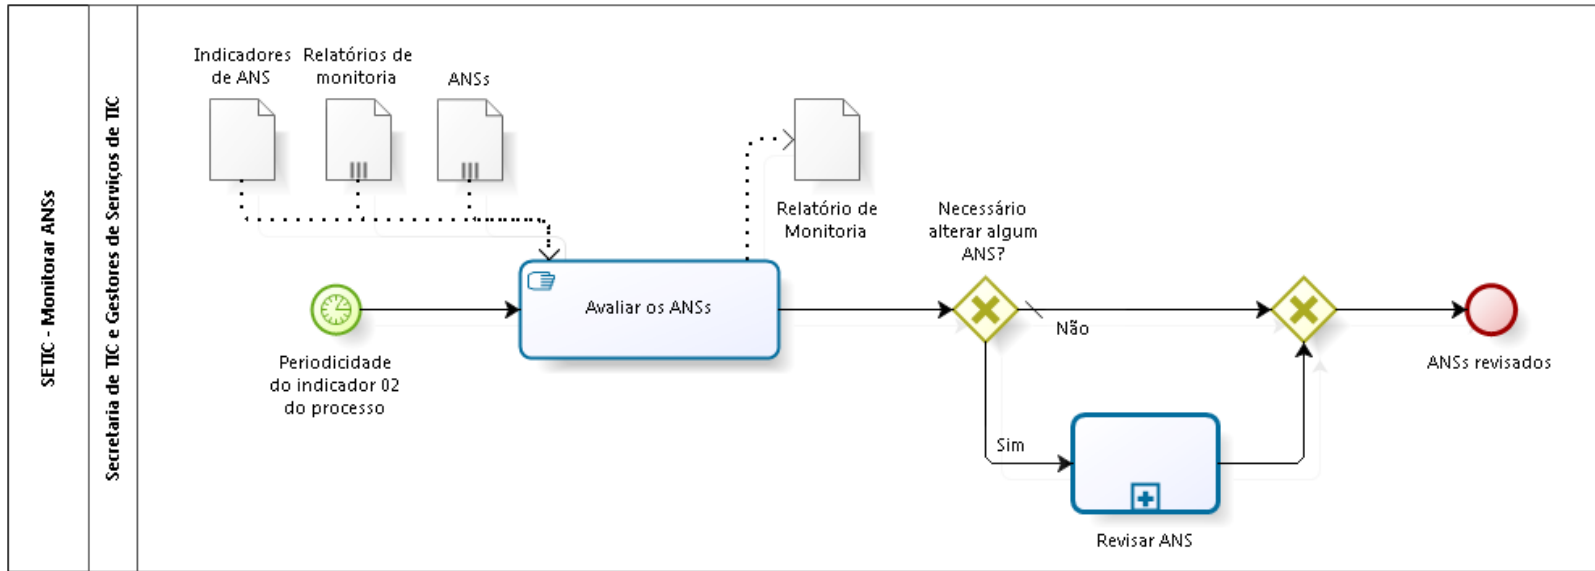 SETIC - Monitorar ANSs
Secretaria de TIC e Gestores de Serviços de TIC
Indicadores
de ANS
Relatórios de
monitoria
ANSs
Relatório de
Monitoria
Necessário
alterar algum
ANS?
Avaliar os ANSs
Não
Periodicidade
do indicador 02
do processo
ANSs revisados
Sim
Revisar ANS